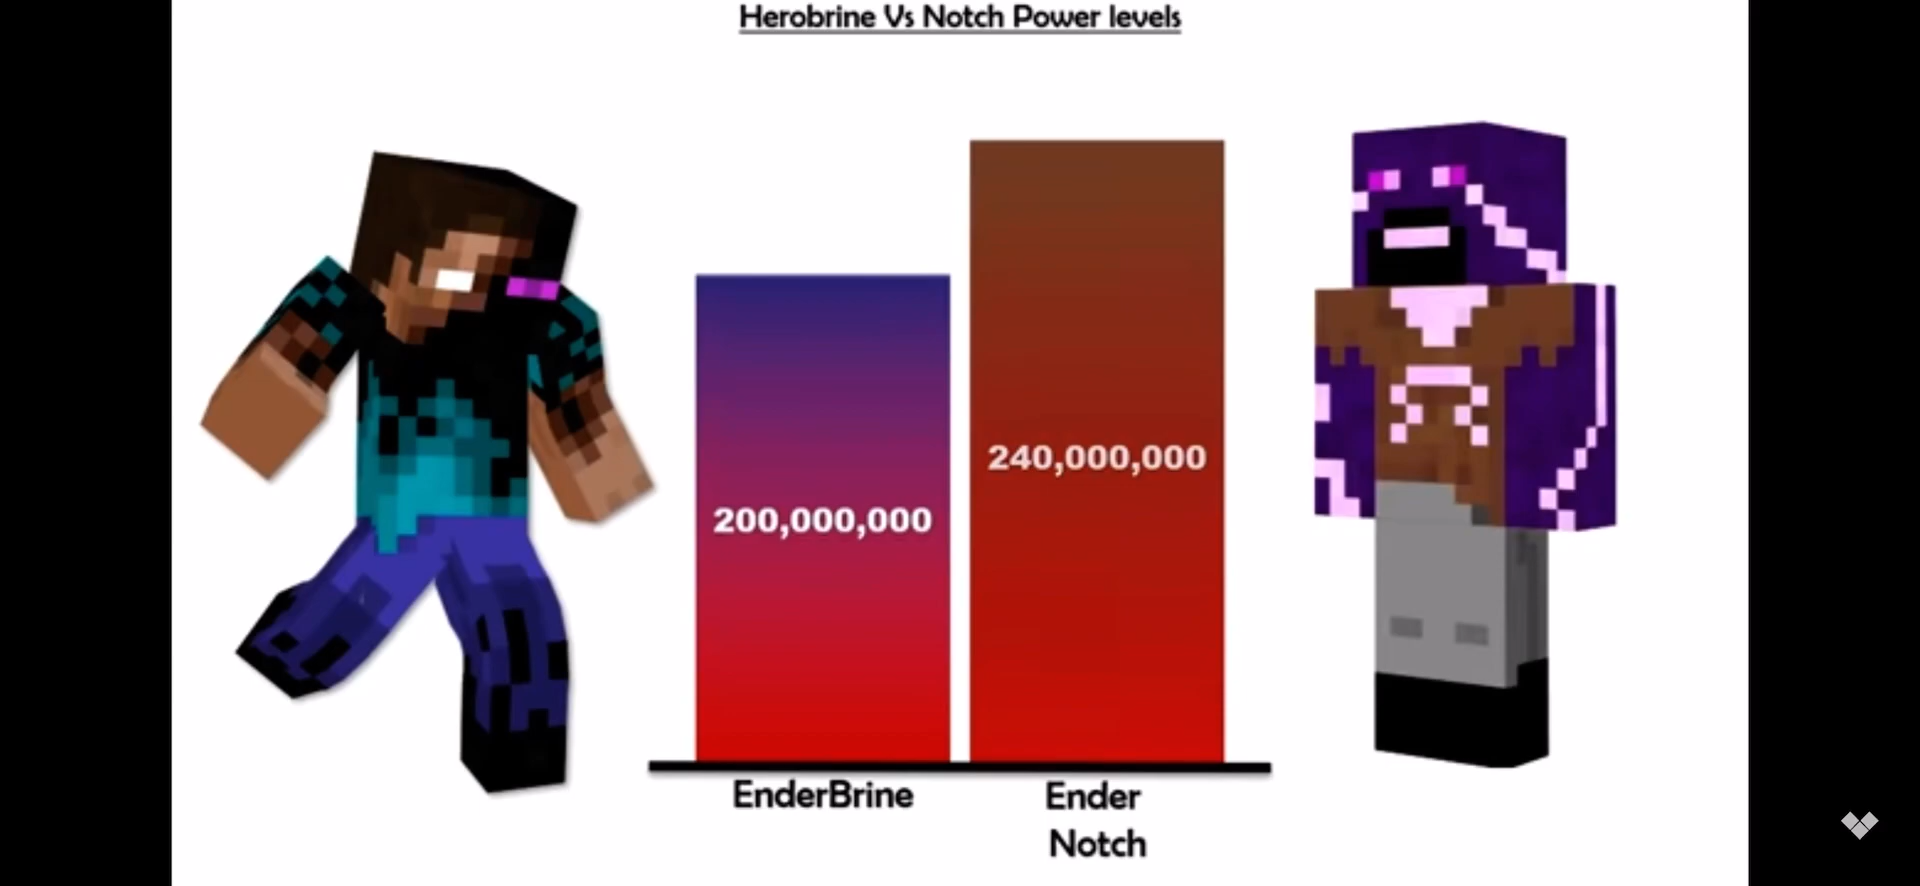 Herobrine Vs Notch Power levels
200,000,000
240,000,000
EnderBrine
Ender
Notch